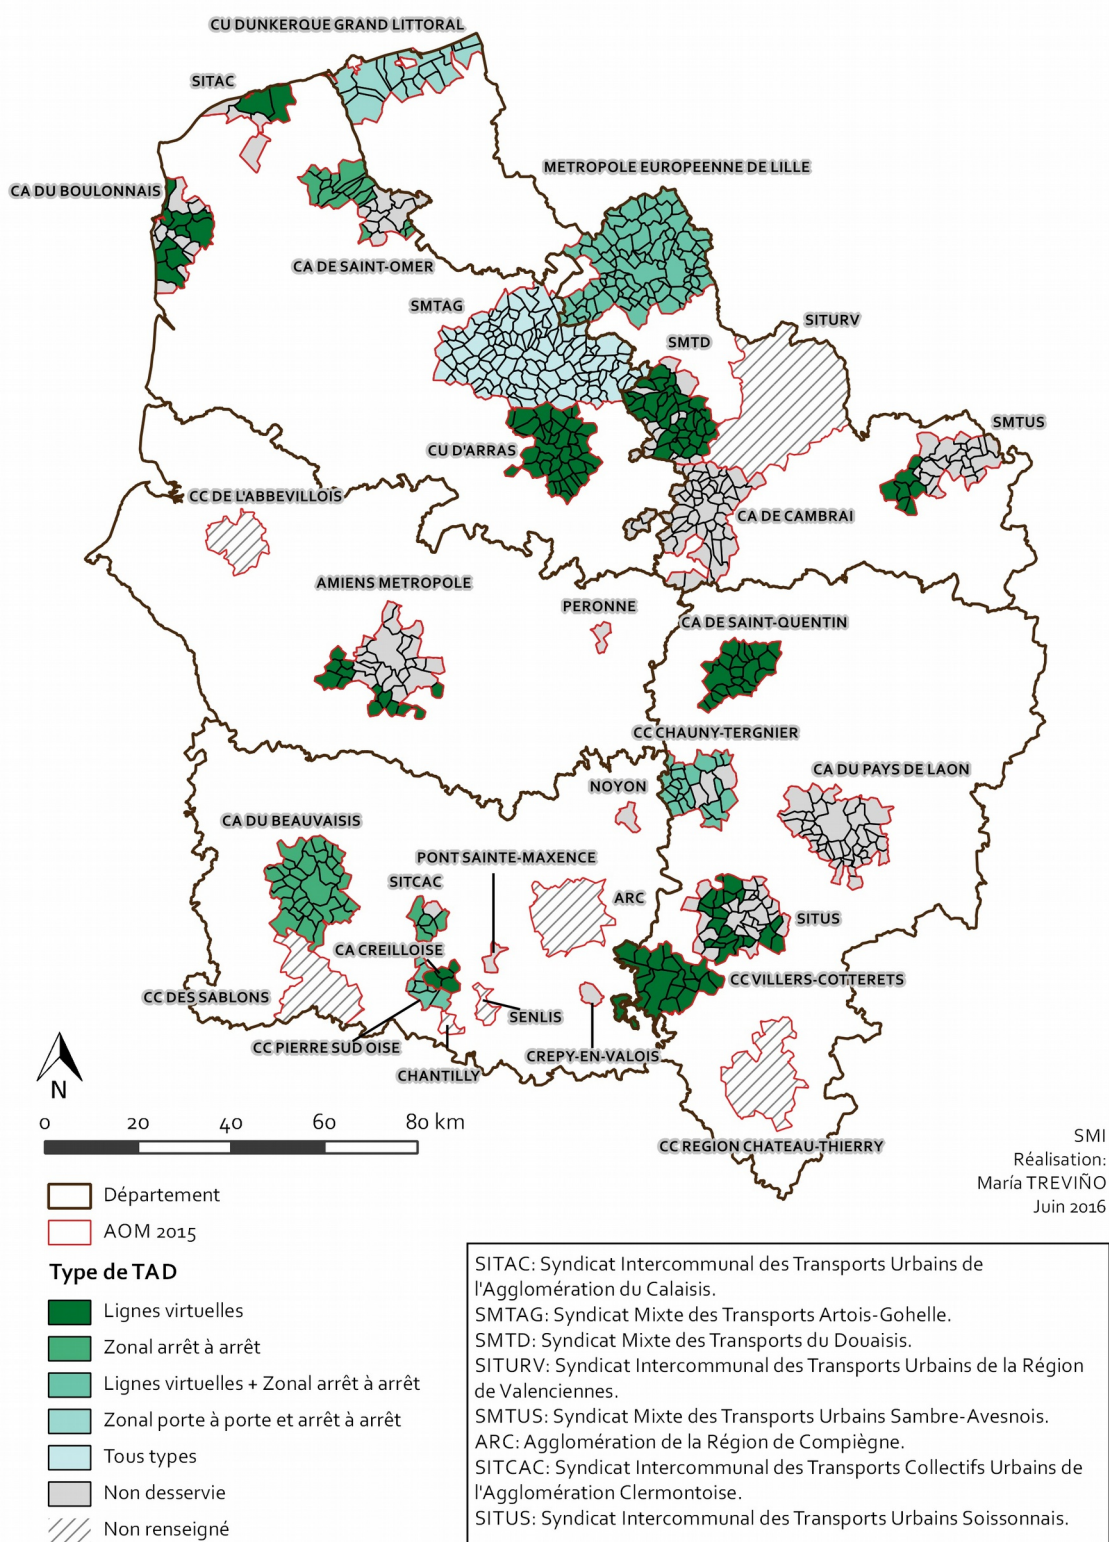 CU DUNKERQUE GRAND LITTORAL
SITAC
METROPOLE EUROPEENNE DE LILLE
CA DU BOULONNAIS
CA DE SAINT-OMER
SMTAG
SITURV
SMTD
SMTUS
CU D'ARRAS
CC DE L'ABBEVILLOIS
CA DE CAMBRAI
AMIENS METROPOLE
PERONNE
CA DE SAINT-QUENTIN
CC CHAUNY-TERGNIER
CA DU PAYS DE LAON
NOYON
CA DU BEAUVAISIS
PONT SAINTE-MAXENCE
SITCAC
ARC
SITUS
CA CREILLOISE
CC VILLERS-COTTERETS
CC DES SABLONS
SENLIS
CC PIERRE SUD OISE
CREPY-EN-VALOIS
CHANTILLY
N
0 20 40 60 80 km
CC REGION CHATEAU-THIERRY
SMI
Réalisation:
María TREVIÑO
Juin 2016
Département
AOM 2015
Type de TAD
Lignes virtuelles
Zonal arrêt à arrêt
Lignes virtuelles + Zonal arrêt à arrêt
Zonal porte à porte et arrêt à arrêt
Tous types
Non desservie
Non renseigné
SITAC: Syndicat Intercommunal des Transports Urbains de
l'Agglomération du Calaisis.
SMTAG: Syndicat Mixte des Transports Artois-Gohelle.
SMTD: Syndicat Mixte des Transports du Douaisis.
SITURV: Syndicat Intercommunal des Transports Urbains de la Région
de Valenciennes.
SMTUS: Syndicat Mixte des Transports Urbains Sambre-Avesnois.
ARC: Agglomération de la Région de Compiègne.
SITCAC: Syndicat Intercommunal des Transports Collectifs Urbains de
l'Agglomération Clermontoise.
SITUS: Syndicat Intercommunal des Transports Urbains Soissonnais.